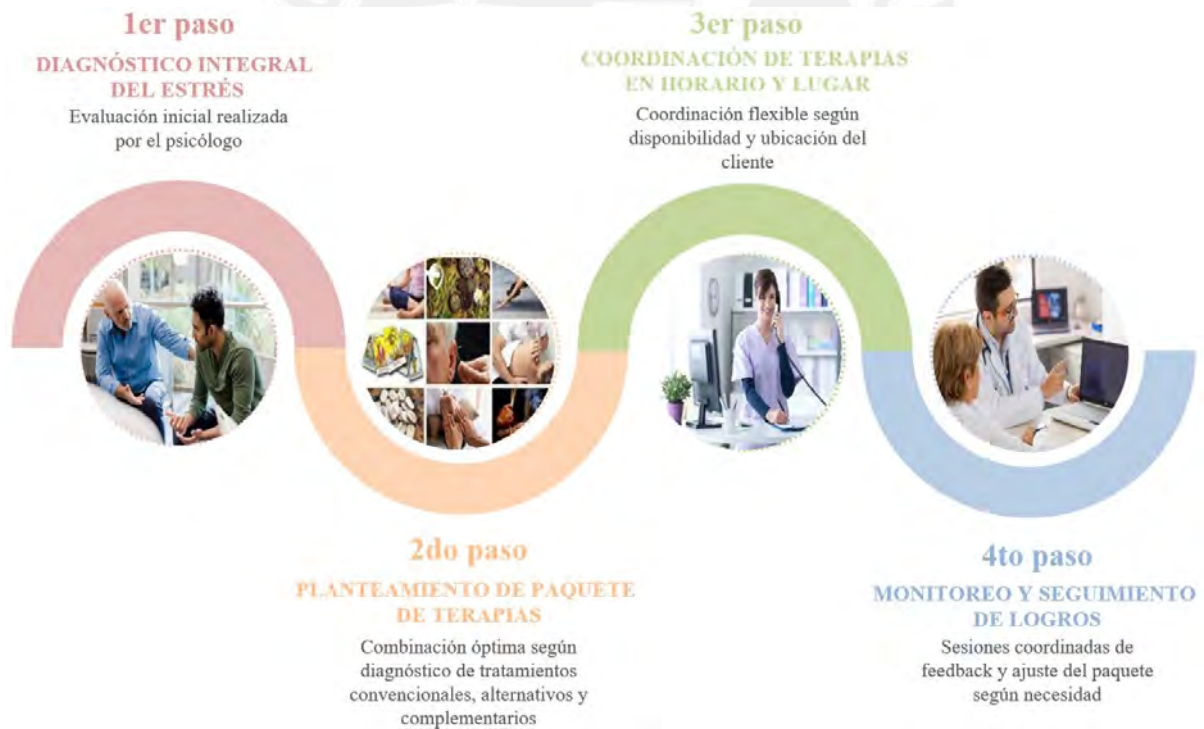 1er paso
DIAGNÓSTICO INTEGRAL
DEL ESTRÉS
Evaluación inicial realizada
por el psicólogo
2do paso
PLANTEAMIENTO DE PAQUETE
DE TERAPIAS
Combinación óptima según
diagnóstico de tratamientos
convencionales, alternativos y
complementarios
3er paso
COORDINACIÓN DE TERAPIAS
EN HORARIO Y LUGAR
Coordinación flexible según
disponibilidad y ubicación del
cliente
4to paso
MONITOREO Y SEGUIMIENTO
DE LOGROS
Sesiones coordinadas de
feedback y ajuste del paquete
según necesidad